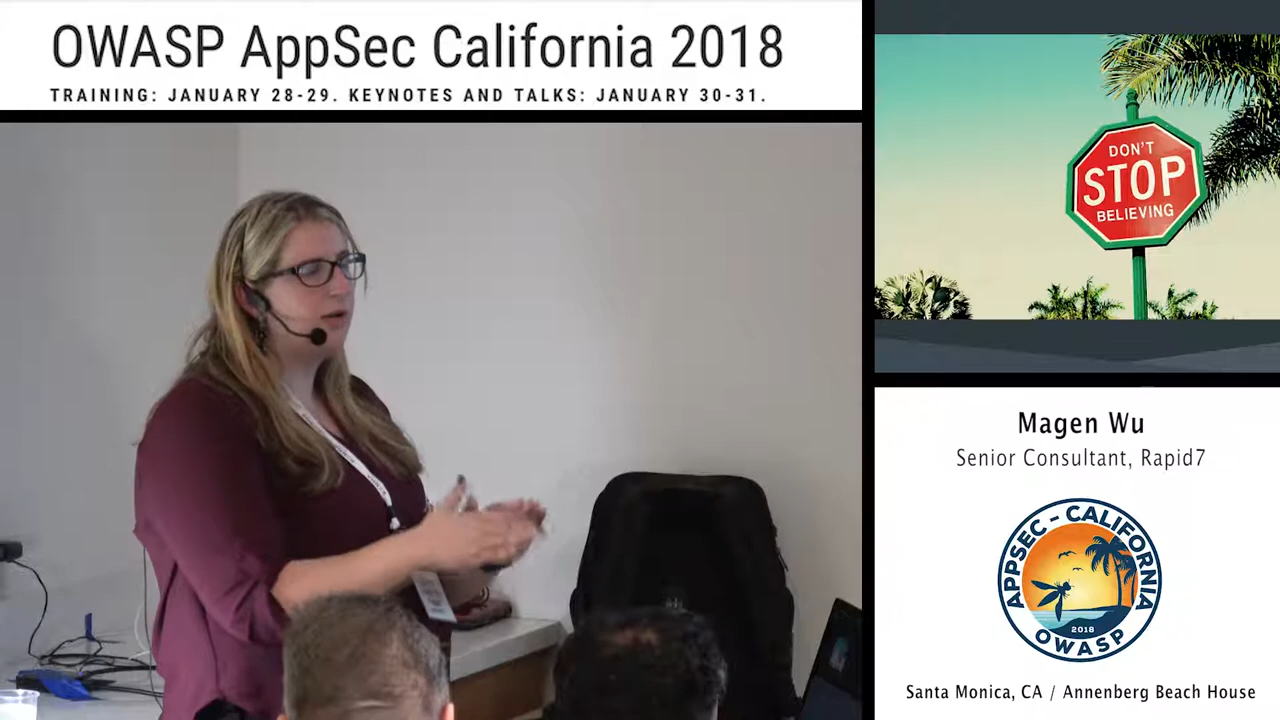 OWASP AppSec California 2018
TRAINING: JANUARY 28-29. KEYNOTES AND TALKS: JANUARY 30-31.
DON'T
STOP
BELIEVING
Magen Wu
Senior Consultant, Rapid7
APPSEC - CALIFORNIA
2018
OWASP
Santa Monica, CA / Annenberg Beach House